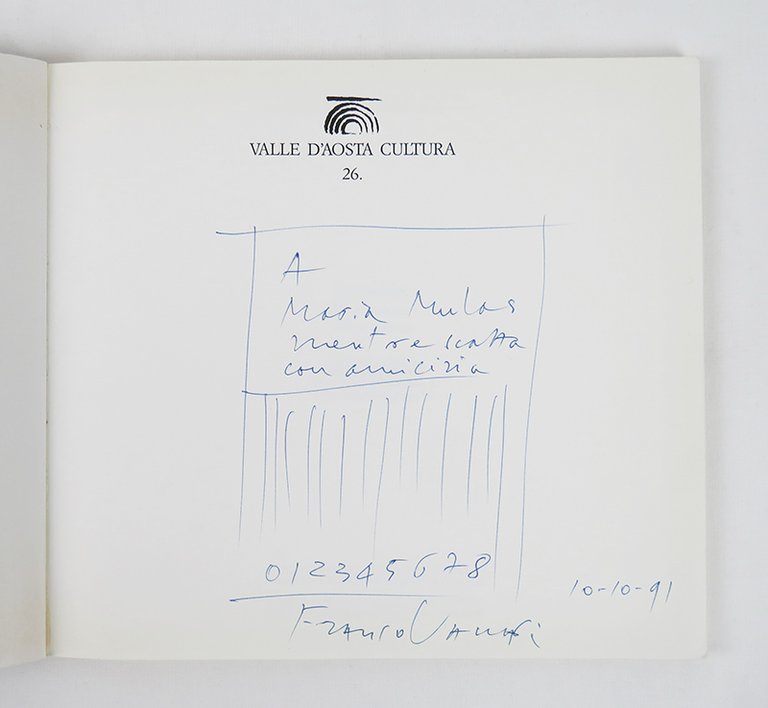 VALLE D'AOSTA CULTURA
26.
A
Maria Mulas
mentre scatta
con amicizia
012345678
10-10-91
Franco Vaccari